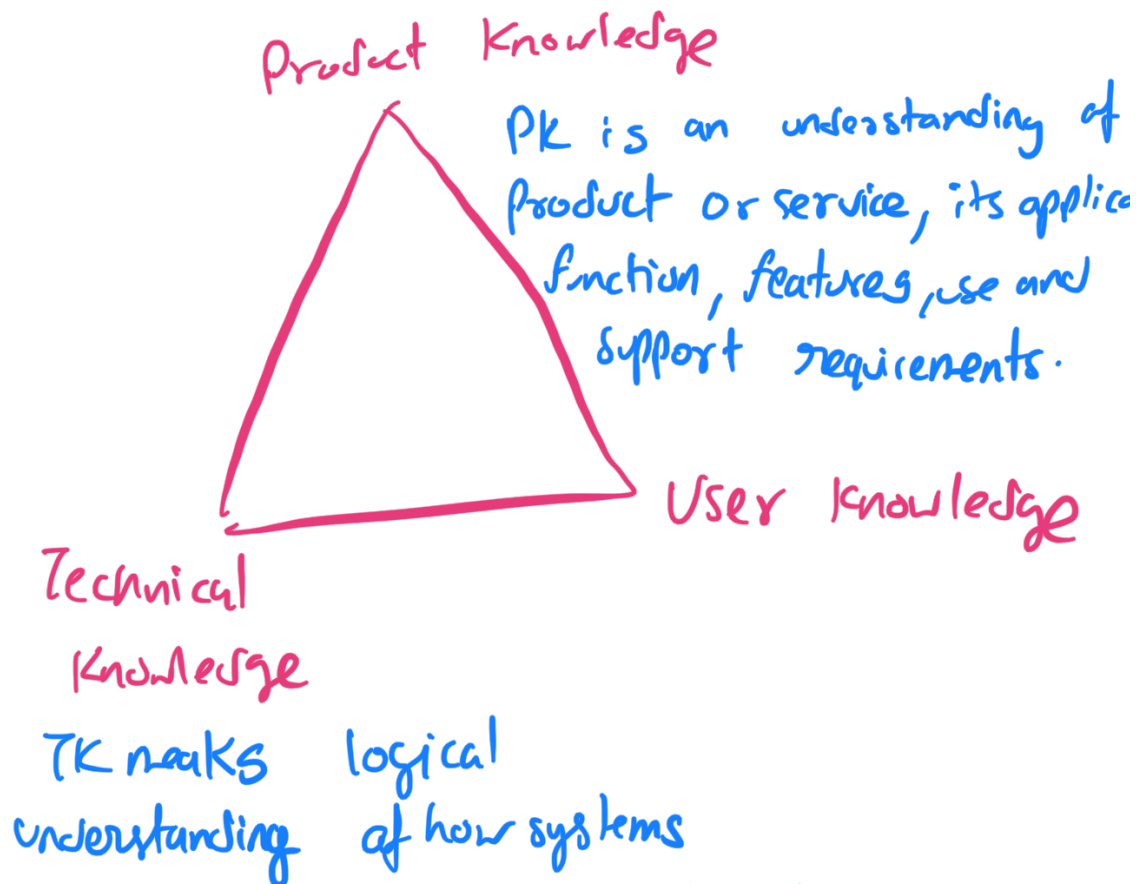 Product Knowledge
PK is an understanding of
product or service, its applica
function, features, use and
support requirements.
User Knowledge
Technical
Knowledge
TK meaks logical
understanding of how systems